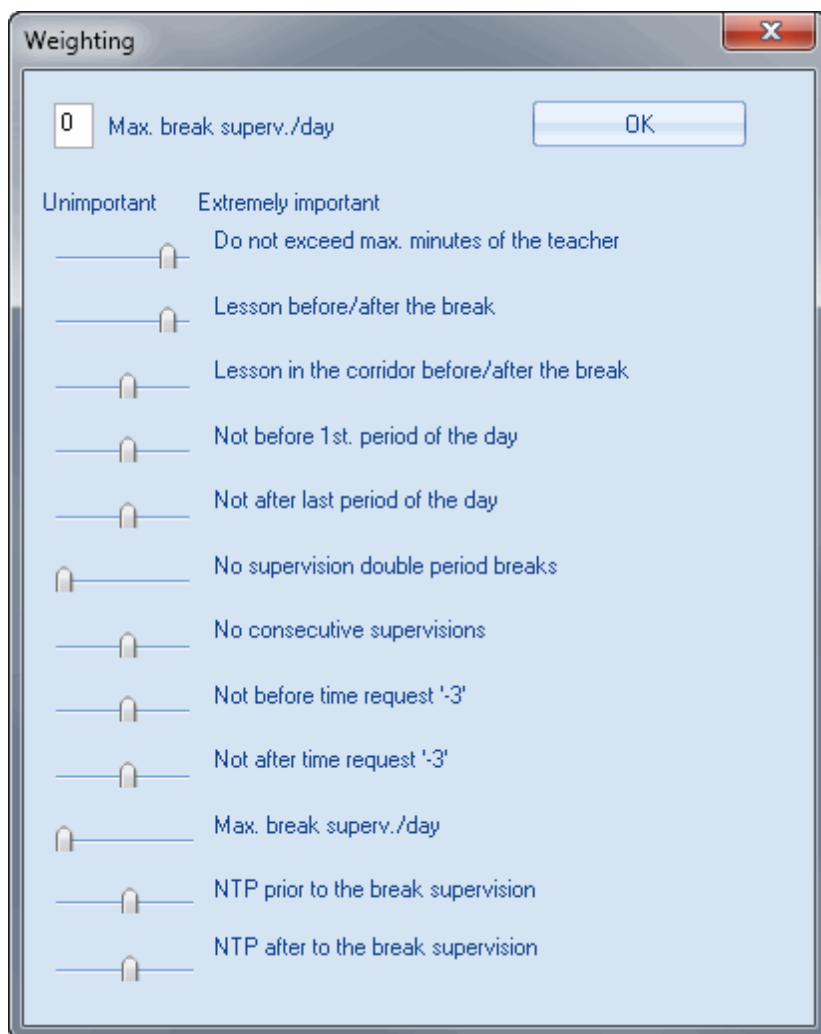 Weighting
0 Max. break superv./day OK
Unimportant Extremely important
Do not exceed max. minutes of the teacher
Lesson before/after the break
Lesson in the corridor before/after the break
Not before 1st. period of the day
Not after last period of the day
No supervision double period breaks
No consecutive supervisions
Not before time request '-3'
Not after time request '-3'
Max. break superv./day
NTP prior to the break supervision
NTP after to the break supervision